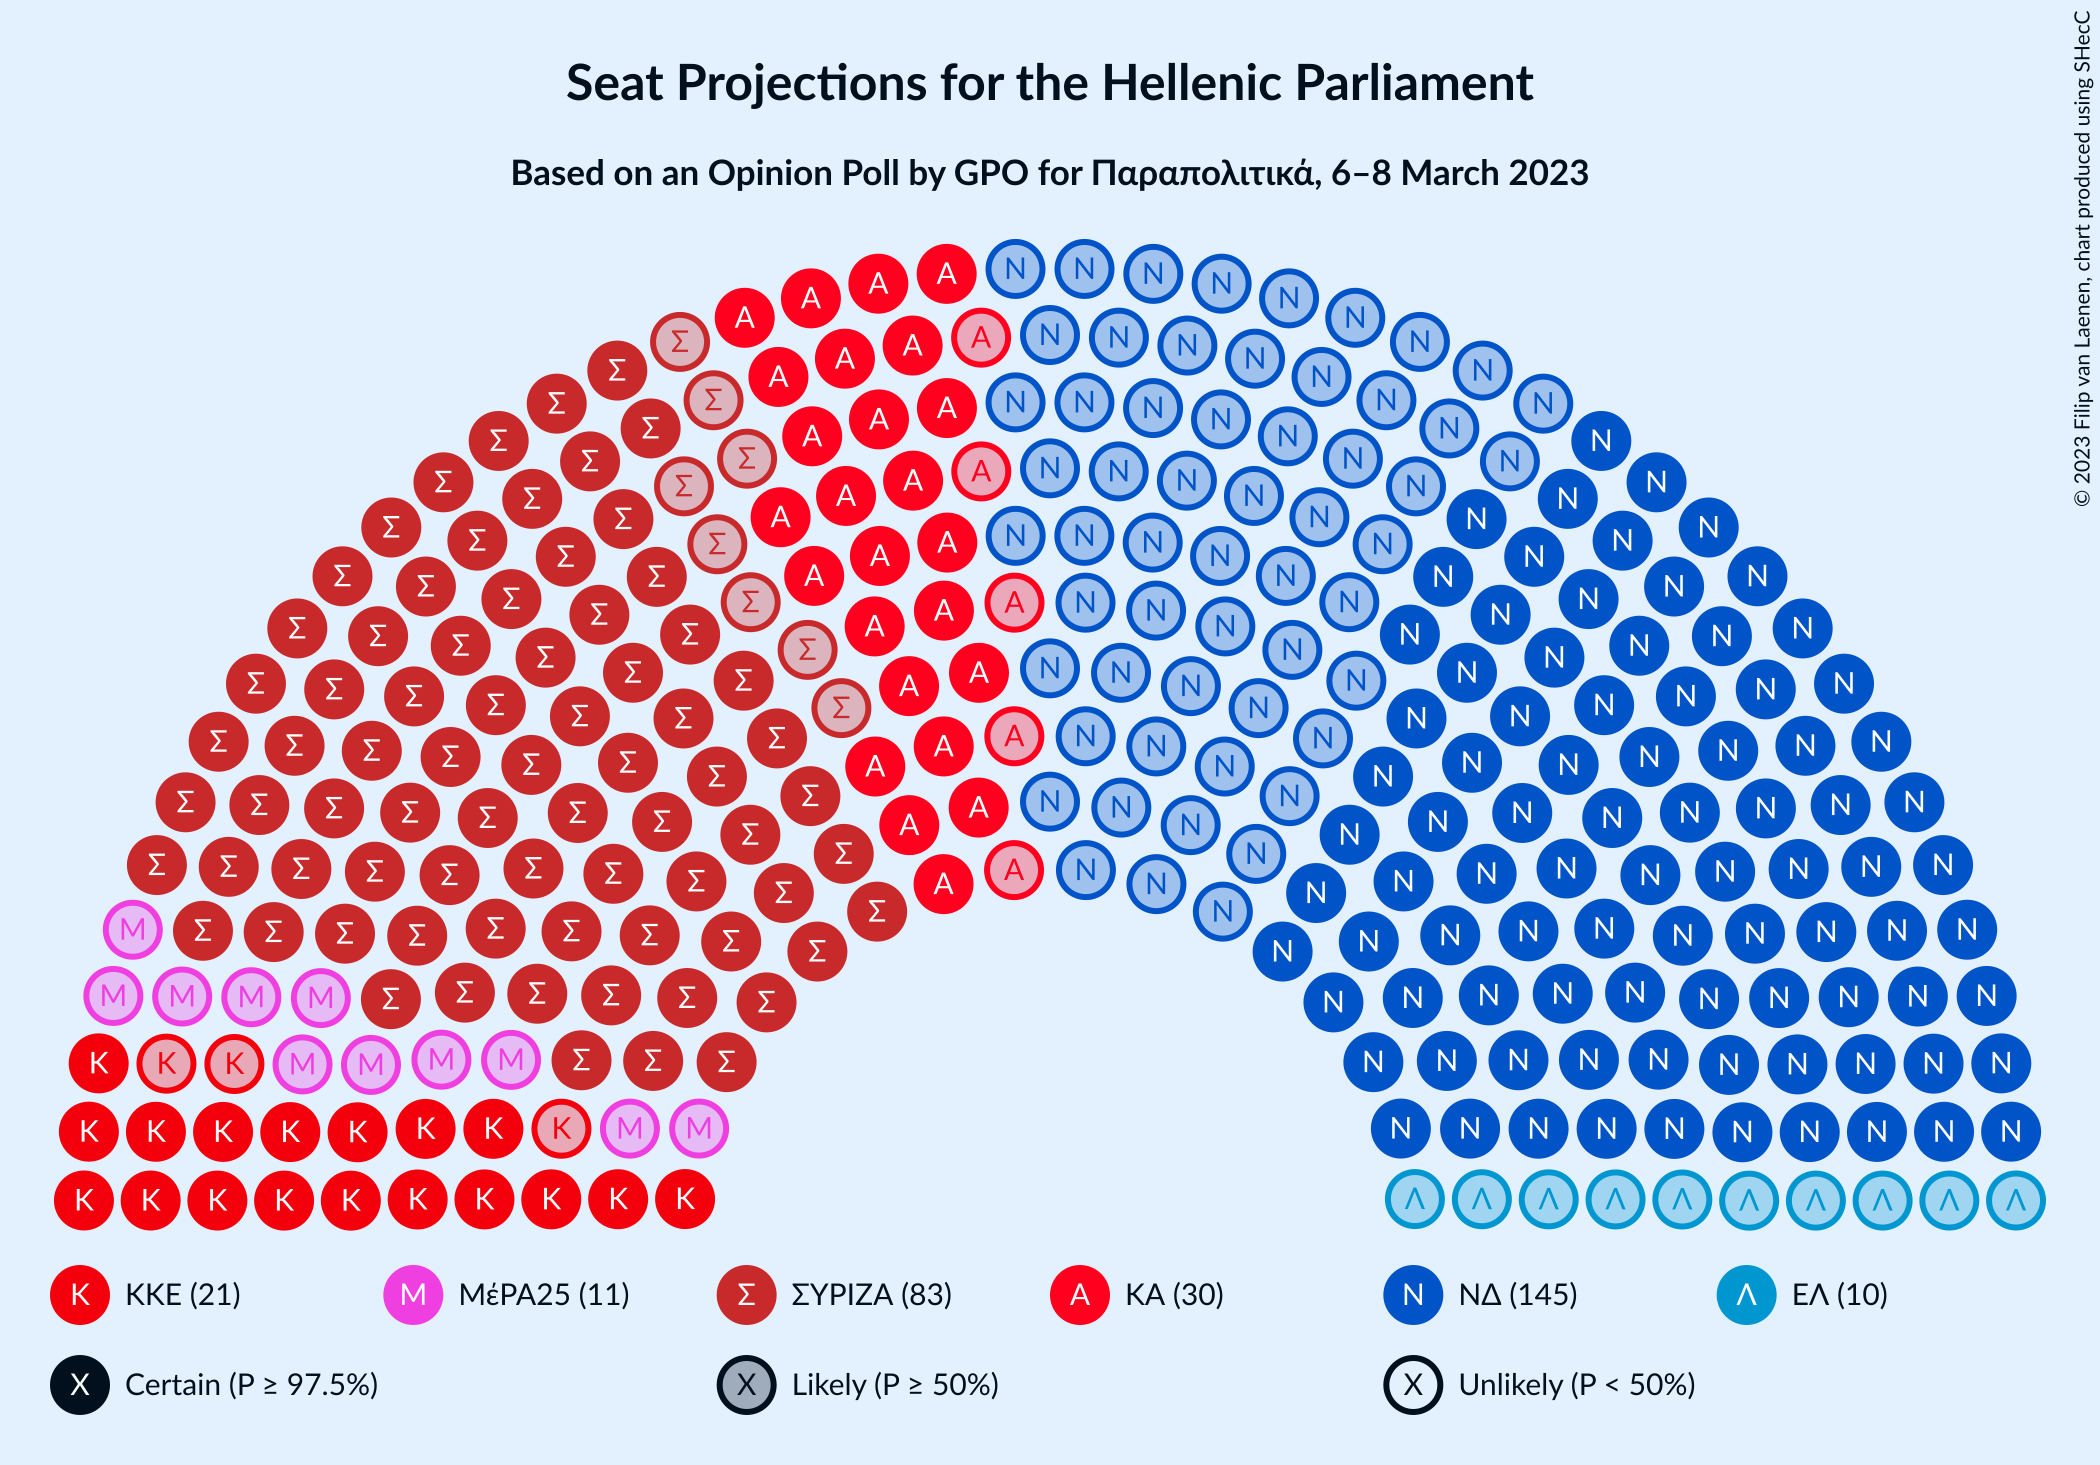 Seat Projections for the Hellenic Parliament
Based on an Opinion Poll by GPO for Παραπολιτικά, 6–8 March 2023
© 2023 Filip van Laenen, chart produced using SHecC
Κ ΚΚΕ (21) Μ ΜέΡΑ25 (11) Σ ΣΥΡΙΖΑ (83) Α ΚΑ (30) Ν ΝΔ (145) Λ ΕΛ (10)
X Certain (P ≥ 97.5%) X Likely (P ≥ 50%) X Unlikely (P < 50%)